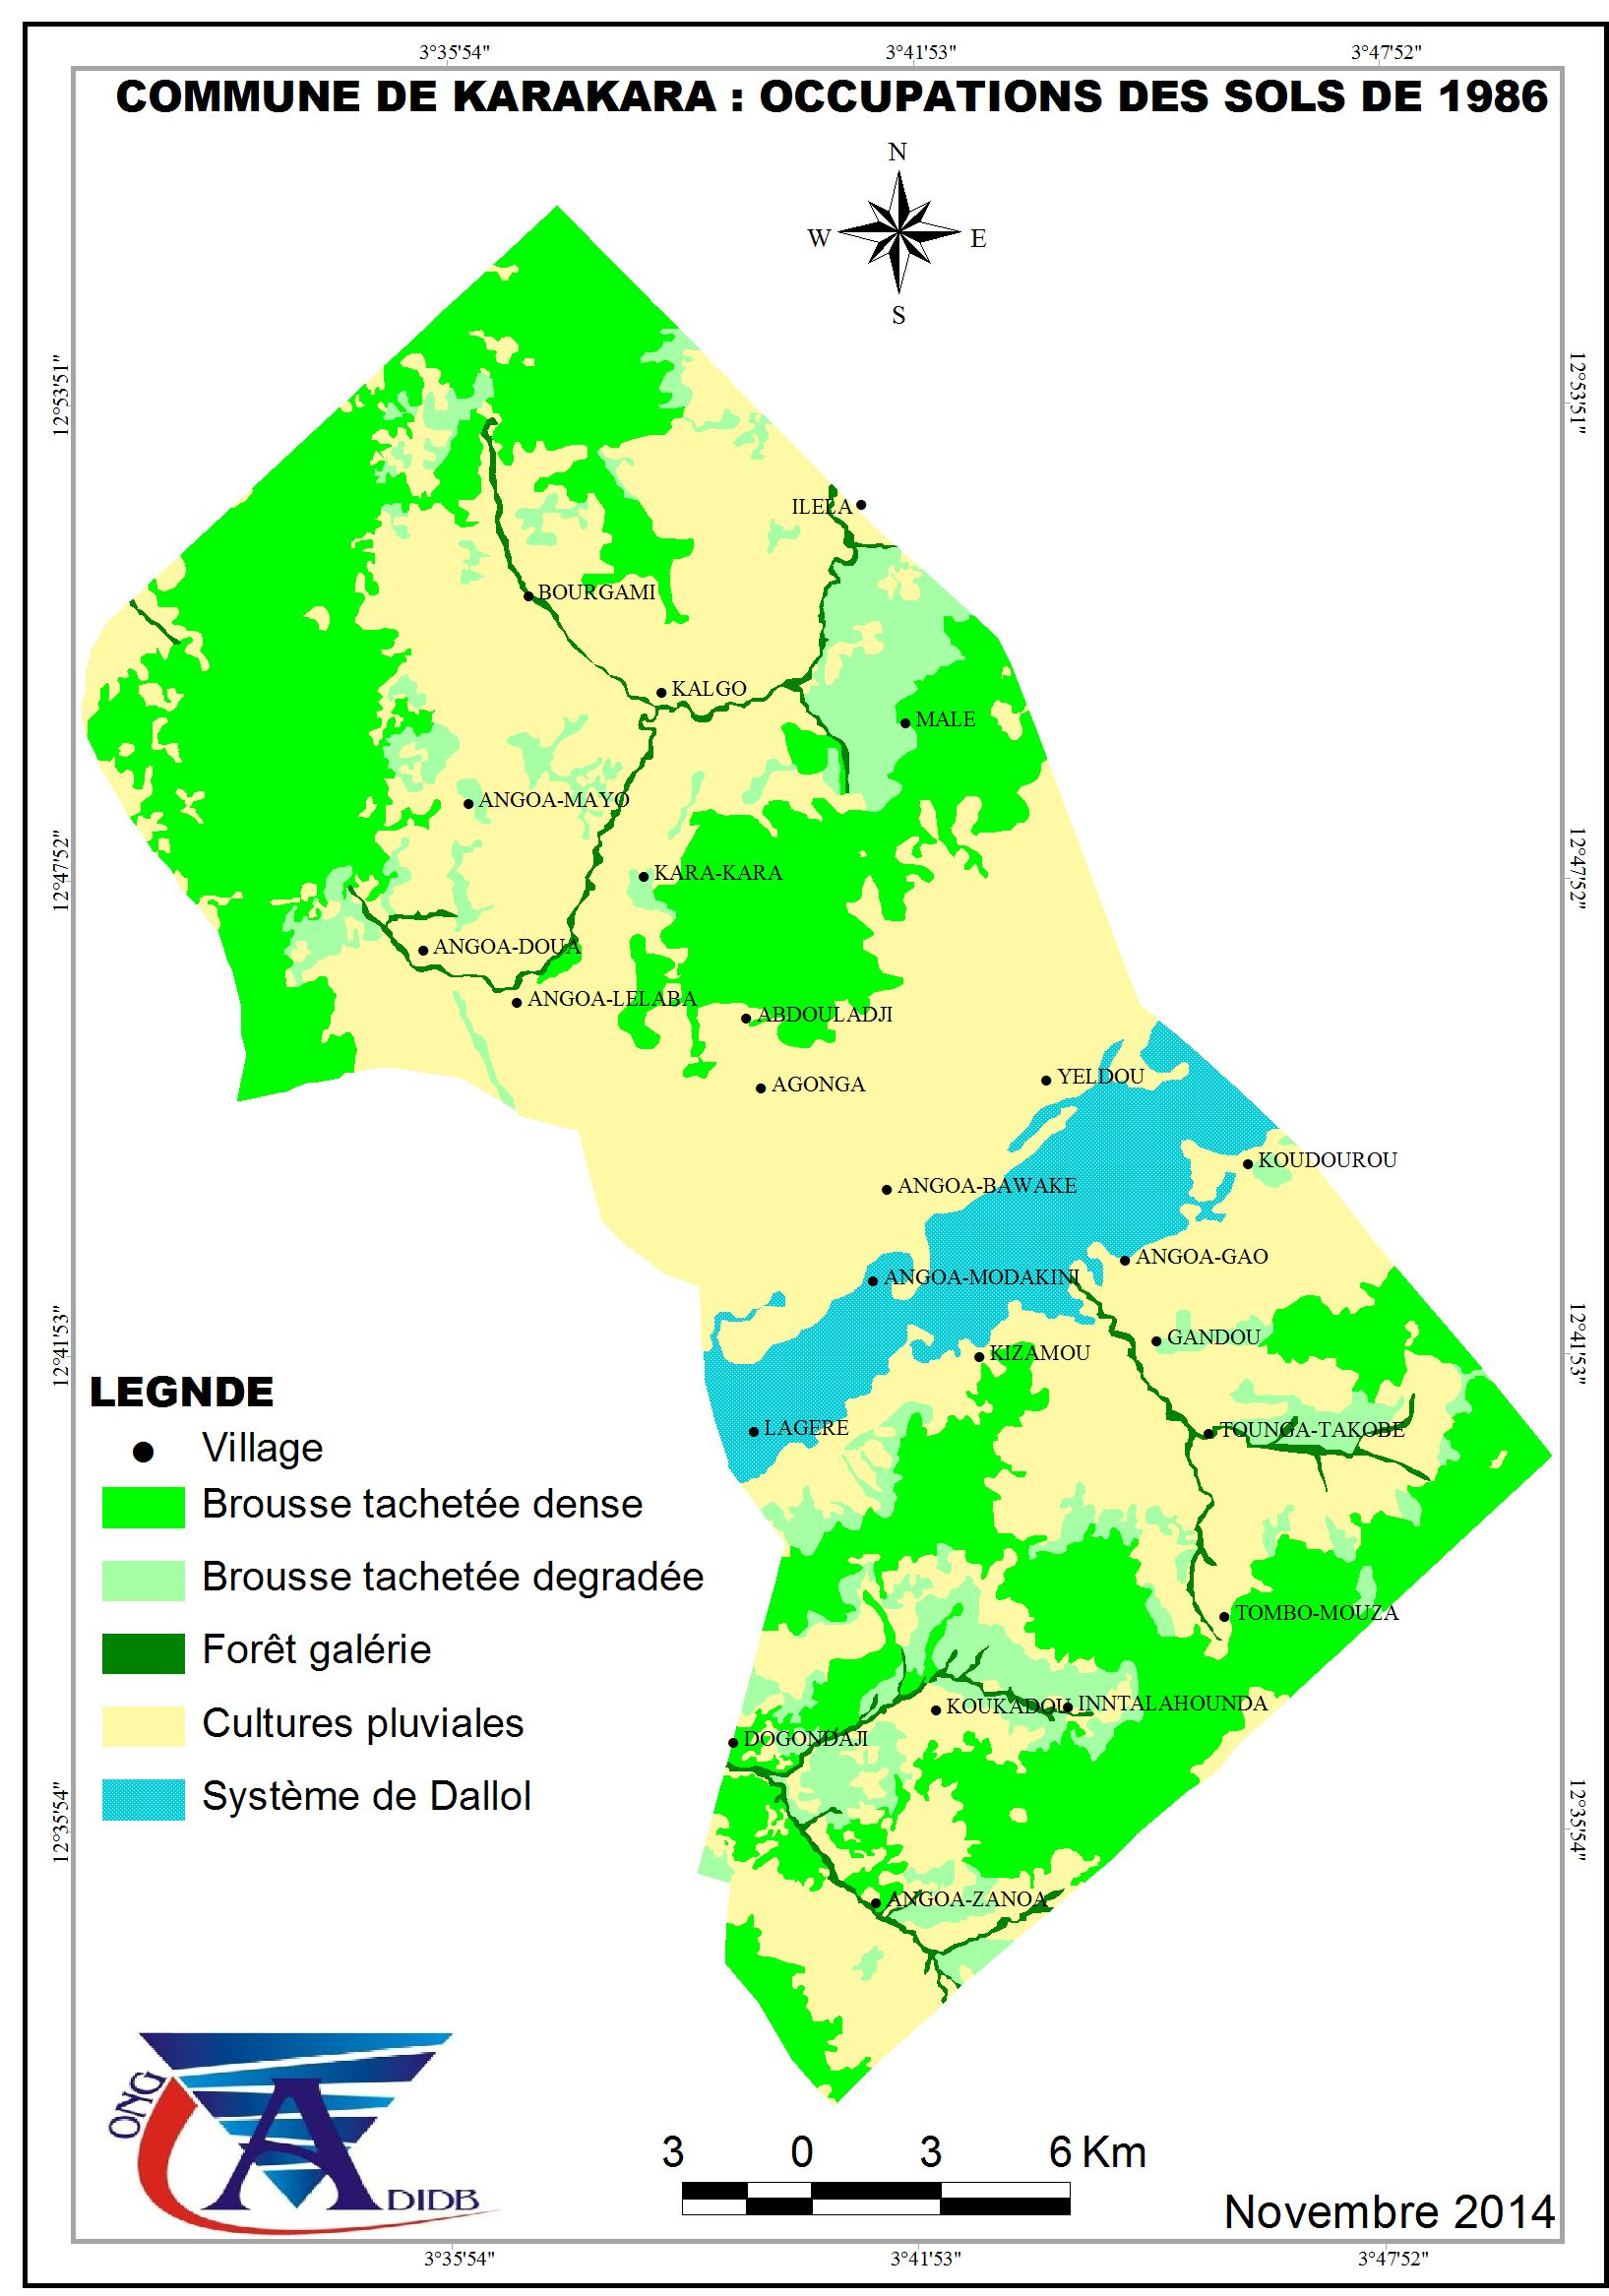 3°35'54" 3°41'53" 3°47'52"
COMMUNE DE KARAKARA : OCCUPATIONS DES SOLS DE 1986
N
W E
S
12°53'51" 12°53'51"
ILELA
BOURGAMI
KALGO
MALE
ANGOA-MAYO
12°47'52" 12°47'52"
KARA-KARA
ANGOA-DOUA
ANGOA-LELABA
ABDOULADJI
YELDOU
AGONGA
KOUDOUROU
ANGOA-BAWAKE
ANGOA-GAO
ANGOA-MODAKINI
GANDOU
12°41'53" 12°41'53"
KIZAMOU
LAGERE
TOUNGA-TAKOBE
TOMBO-MOUZA
KOUKADOU
INNTALAHOUNDA
DOGONDAJI
12°35'54" 12°35'54"
ANGOA-ZANOA
LEGNDE
Village
Brousse tachetée dense
Brousse tachetée degradée
Forêt galérie
Cultures pluviales
Système de Dallol
ONG
ADIDB
3 0 3 6 Km
Novembre 2014
3°35'54" 3°41'53" 3°47'52"